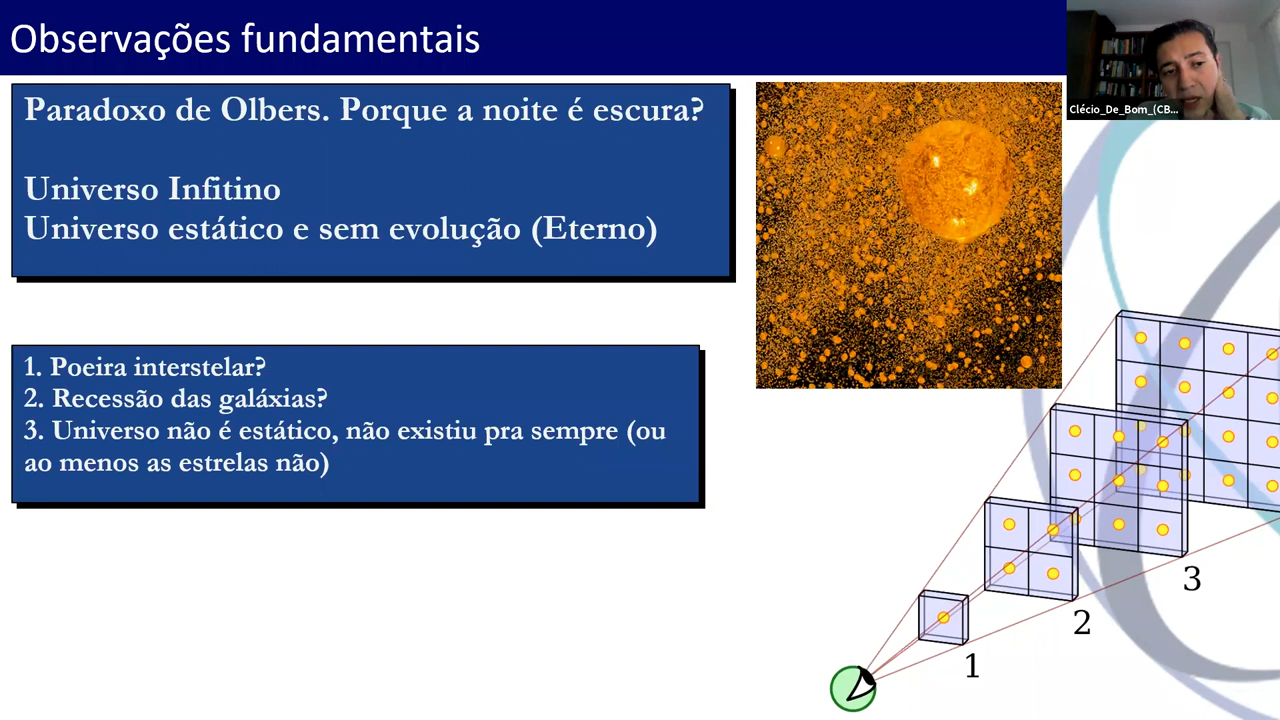 Observações fundamentais
Clécio_De_Bom_(CB...
Paradoxo de Olbers. Porque a noite é escura?
Universo Infitino
Universo estático e sem evolução (Eterno)
1. Poeira interstelar?
2. Recessão das galáxias?
3. Universo não é estático, não existiu pra sempre (ou
ao menos as estrelas não)
3
2
1